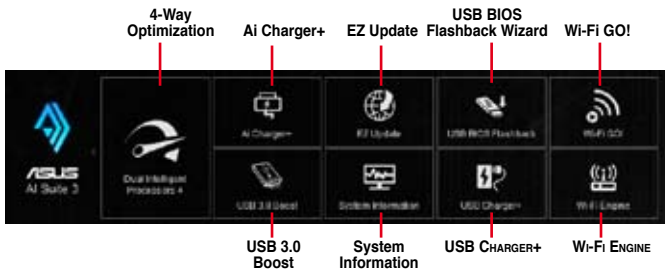 4-Way
Optimization
Ai Charger+
EZ Update
USB BIOS
Flashback Wizard
Wi-Fi GO!
ASUS
AI Suite 3
Dual Intelligent
Processors 4
Ai Charger+
EZ Update
USB BIOS Flashback
Wi-Fi GO!
USB 3.0 Boost
System Information
USB Charger+
Wi-Fi Engine
USB 3.0
Boost
System
Information
USB CHARGER+
WI-FI ENGINE